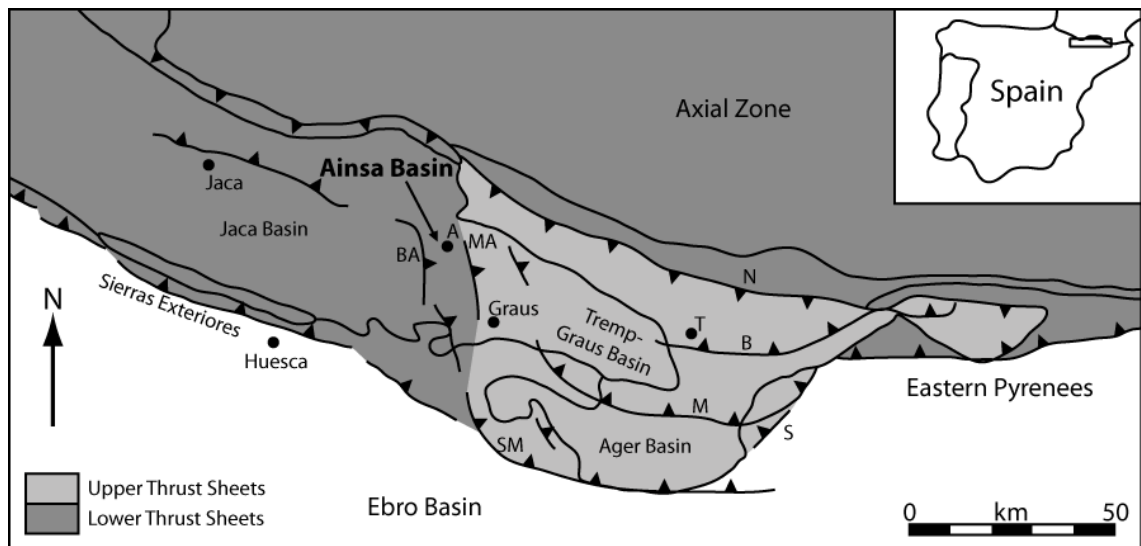 Spain
Axial Zone
Ainsa Basin
Jaca
A
Jaca Basin
BA
MA
N
Sierras Exteriores
N
Graus
Tremp-
Graus Basin
T
B
Huesca
Eastern Pyrenees
M
S
SM
Ager Basin
Upper Thrust Sheets
Lower Thrust Sheets
Ebro Basin
0 km 50